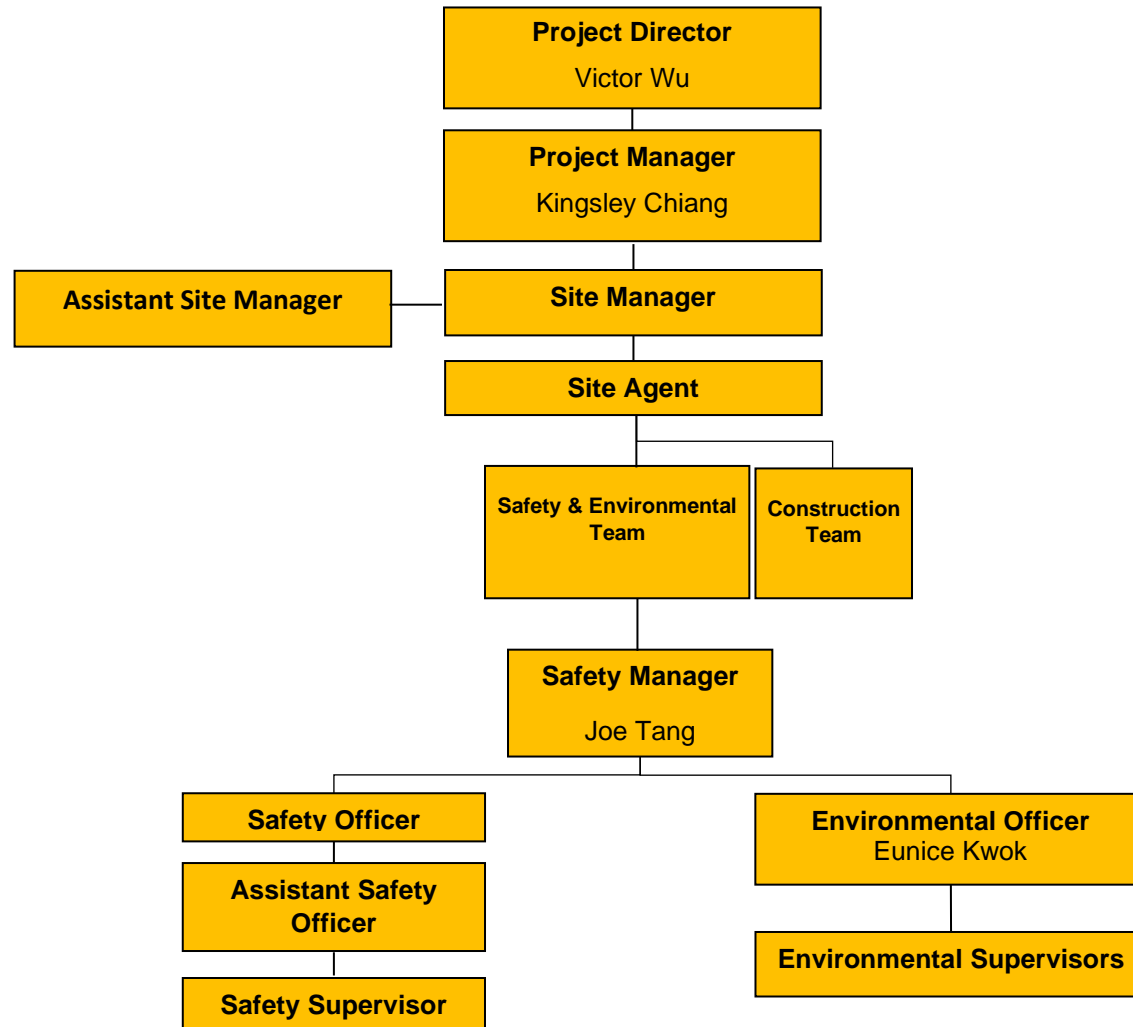 Project Director
Victor Wu
Project Manager
Kingsley Chiang
Assistant Site Manager
Site Manager
Site Agent
Safety & Environmental
Team
Construction
Team
Safety Manager
Joe Tang
Safety Officer
Environmental Officer
Eunice Kwok
Assistant Safety
Officer
Environmental Supervisors
Safety Supervisor